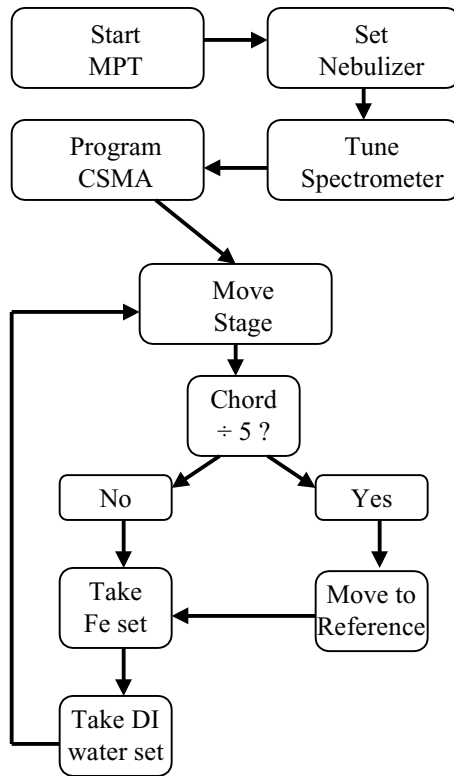 Start
MPT
Set
Nebulizer
Program
CSMA
Tune
Spectrometer
Move
Stage
Chord
÷ 5 ?
No
Yes
Take
Fe set
Move to
Reference
Take DI
water set